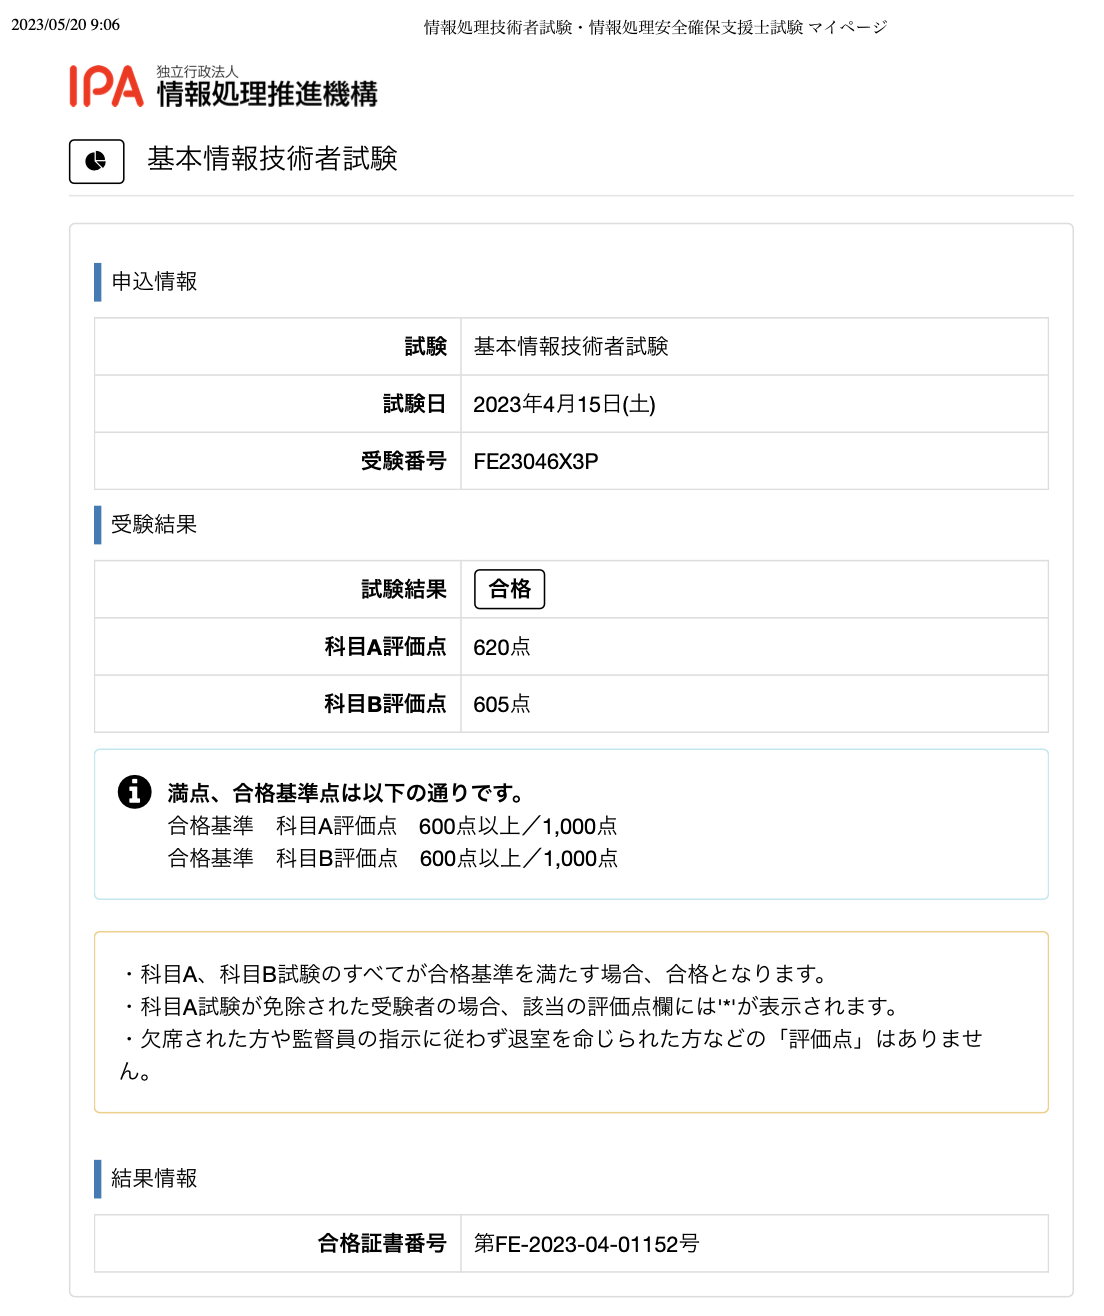 2023/05/20 9:06 情報処理技術者試験・情報処理安全確保支援士試験 マイページ
IPA 独立行政法人
情報処理推進機構
基本情報技術者試験
申込情報
試験 基本情報技術者試験
試験日 2023年4月15日(土)
受験番号 FE23046X3P
受験結果
試験結果 合格
科目A評価点 620点
科目B評価点 605点
満点、合格基準点は以下の通りです。
合格基準 科目A評価点 600点以上／1,000点
合格基準 科目B評価点 600点以上／1,000点
・科目A、科目B試験のすべてが合格基準を満たす場合、合格となります。
・科目A試験が免除された受験者の場合、該当の評価点欄には'*'が表示されます。
・欠席された方や監督員の指示に従わず退室を命じられた方などの「評価点」はありませ
ん。
結果情報
合格証書番号 第FE-2023-04-01152号